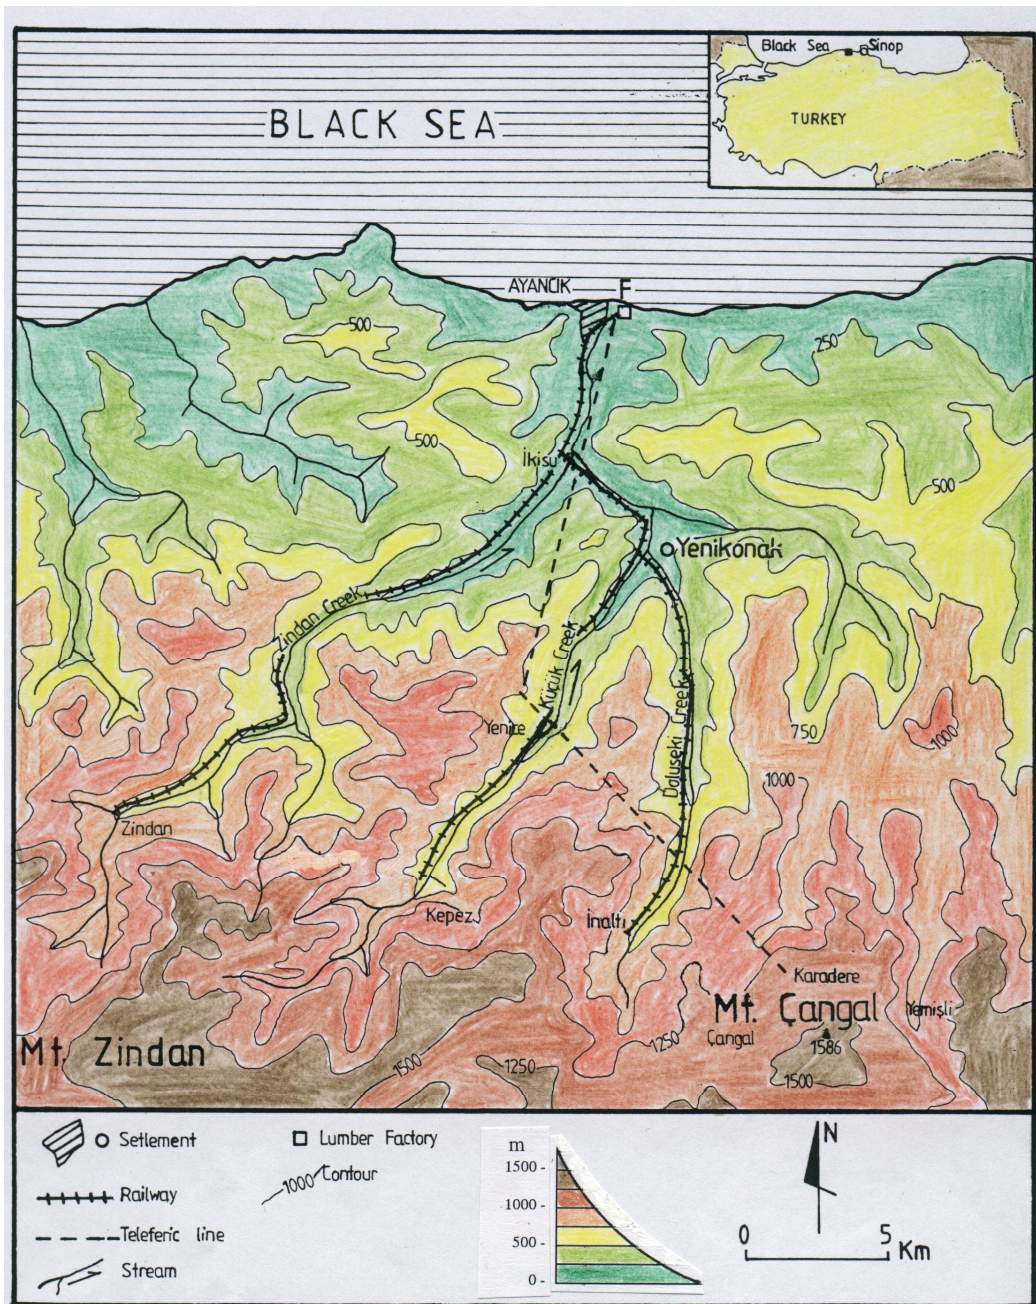 Black Sea
Sinop
TURKEY
BLACK SEA
AYANCIK
F
500
250
500
İkisu
500
Yenikonak
Zindan Creek
Küçük Creek
Yenice
Daluseki Creek
750
1000
1000
Zindan
Kepez
İnaltı
Karadere
Mt. Çangal
Yemişli
Çangal
1250
1586
Mt. Zindan
1500
1250
1500
Setlement
Lumber Factory
1000
Contour
Railway
Teleferic line
Stream
m
1500 -
1000 -
500 -
0 -
N
0
5
Km